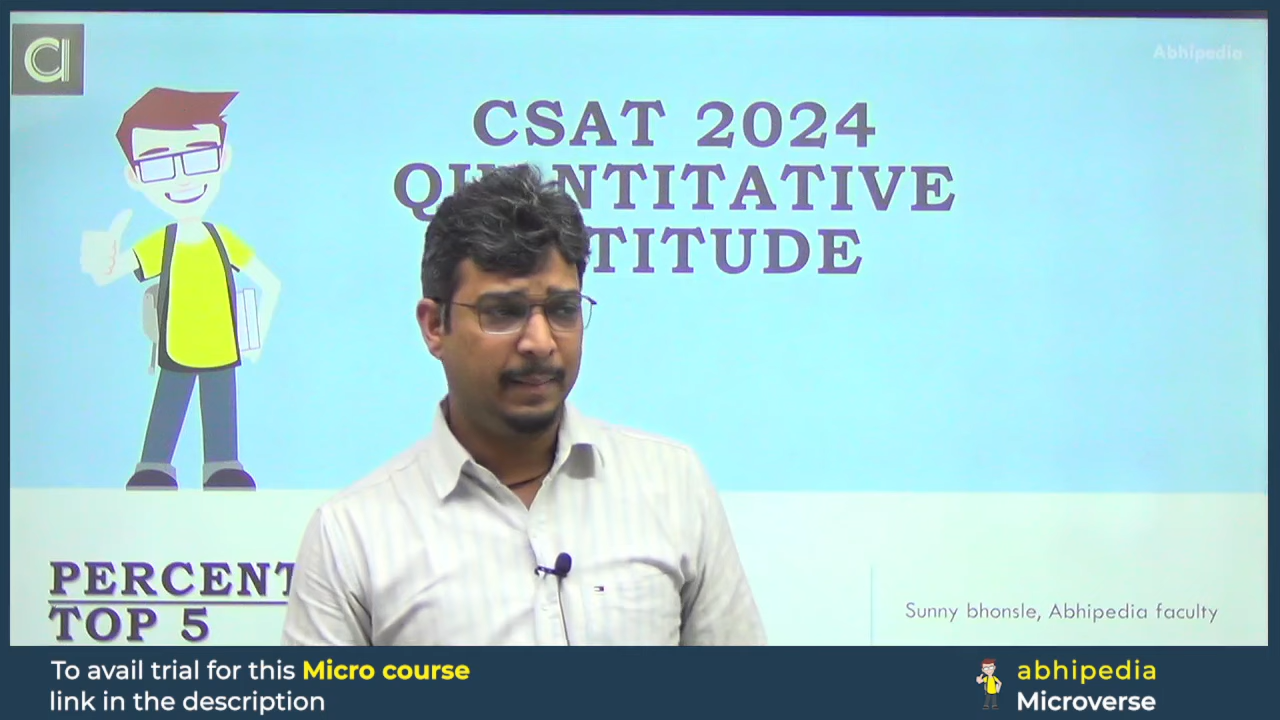 Abhipedia
CSAT 2024
TITUDE
TOP 5
Sunny bhonsle, Abhipedia faculty
To avail trial for this Micro course
link in the description
abhipedia
Microverse